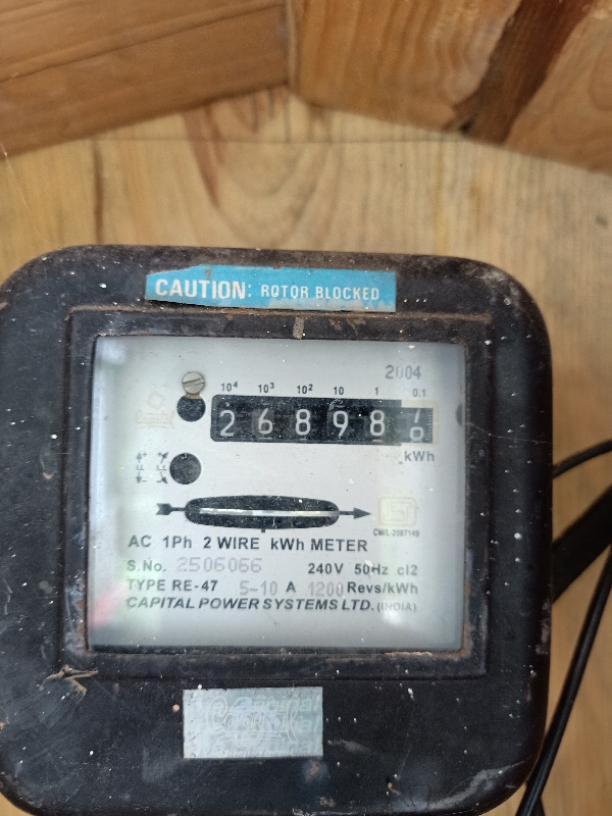 CAUTION: ROTOR BLOCKED
2004
10⁴ 10³ 10² 10 1 0.1
2 6 8 9 8
kWh
CM/L-2087149
AC 1Ph 2 WIRE kWh METER
S.No. 2506066 240V 50Hz cl2
TYPE RE-47 5-10 A 1200 Revs/kWh
CAPITAL POWER SYSTEMS LTD. (INDIA)